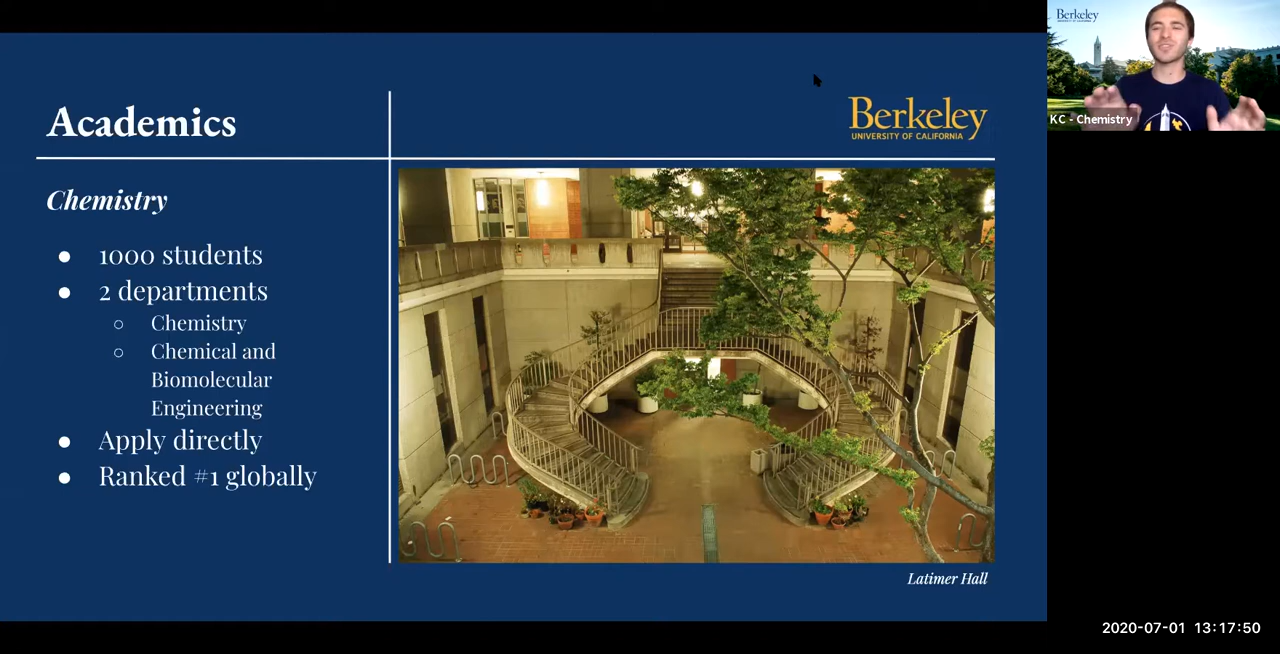 Academics
Berkeley
UNIVERSITY OF CALIFORNIA
Chemistry
● 1000 students
● 2 departments
○ Chemistry
○ Chemical and
Biomolecular
Engineering
● Apply directly
● Ranked #1 globally
Latimer Hall
Berkeley
KC - Chemistry
2020-07-01 13:17:50